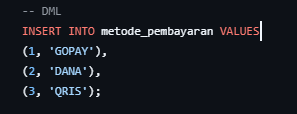 -- DML
INSERT INTO metode_pembayaran VALUES
(1, 'GOPAY'),
(2, 'DANA'),
(3, 'QRIS');